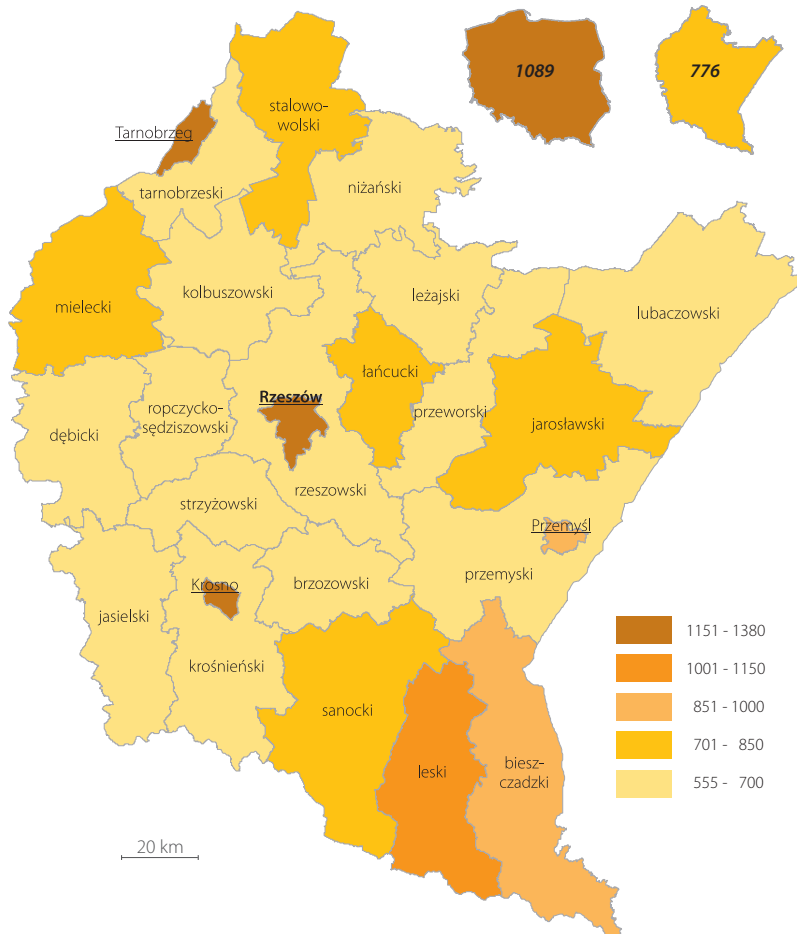 1089
776
stalowo-
wolski
Tarnobrzeg
tarnobrzeski
niżański
kolbuszowski
leżajski
mielecki
lubaczowski
łańcucki
Rzeszów
ropczycko-
sędziszowski
przeworski
jarosławski
dębicki
rzeszowski
strzyżowski
Przemyśl
przemyski
brzozowski
Krosno
jasielski
krośnieński
sanocki
leski
biesz-
czadzki
1151 - 1380
1001 - 1150
851 - 1000
701 - 850
555 - 700
20 km